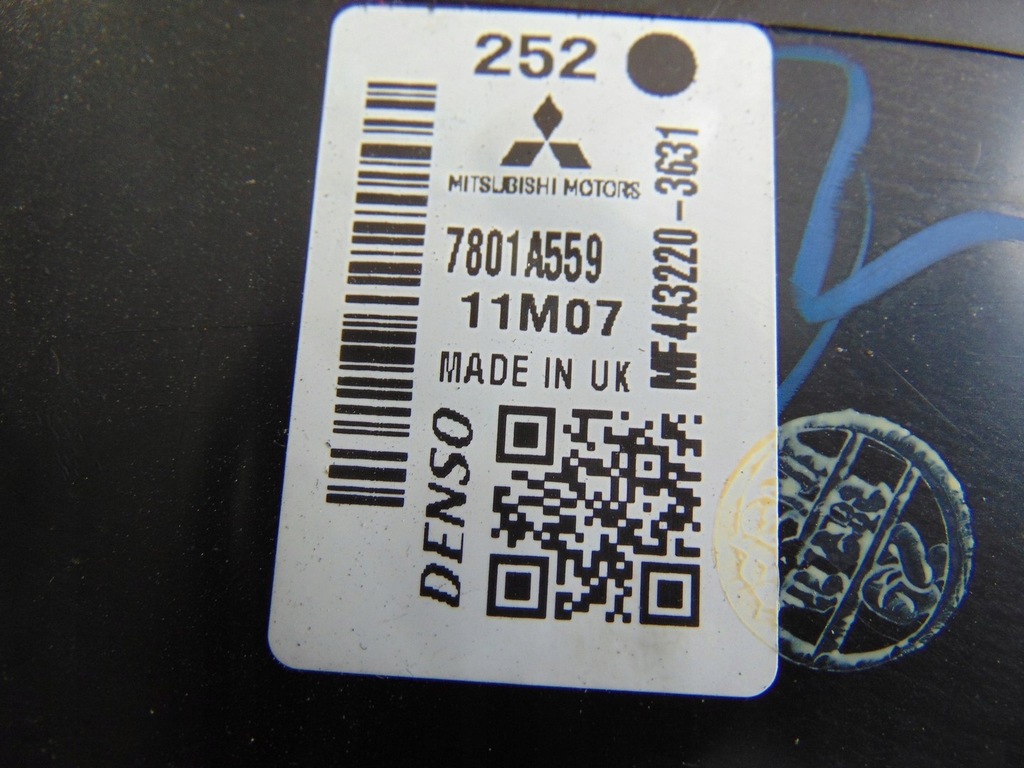 252
MITSUBISHI MOTORS
7801A559
11M07
MADE IN UK
MF443220-3631
DENSO